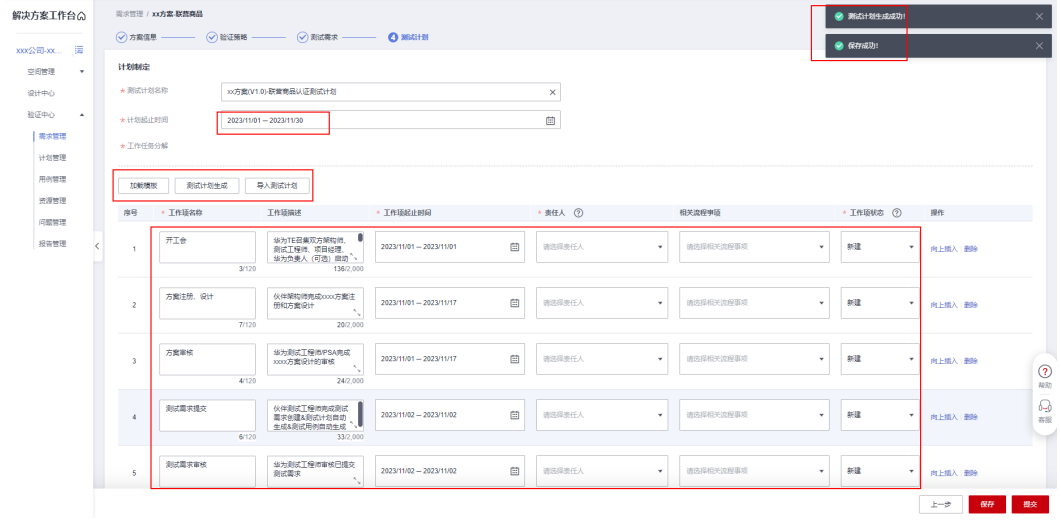 解决方案工作台
需求管理 / xx方案-联营商品
测试计划生成成功!
保存成功!
xxx公司-xx...
空间管理
设计中心
验证中心
需求管理
计划管理
用例管理
资源管理
问题管理
报告管理
方案信息
验证策略
测试需求
4 测试计划
计划制定
* 测试计划名称
xx方案(V1.0)-联营商品认证测试计划
* 计划起止时间
2023/11/01 — 2023/11/30
* 工作任务分解
加载模板
测试计划生成
导入测试计划
序号 * 工作项名称 工作项描述 * 工作项起止时间 * 责任人 相关流程事项 * 工作项状态 操作
1 开工会 华为TE召集双方架构师、 2023/11/01 — 2023/11/01 请选择责任人 请选择相关流程事项 新建 向上插入 删除
测试工程师、项目经理、
华为负责人（可选）启动
3/120 136/2,000
2 方案注册、设计 伙伴架构师完成xxxx方案注 2023/11/01 — 2023/11/17 请选择责任人 请选择相关流程事项 新建 向上插入 删除
册和方案设计
7/120 20/2,000
3 方案审核 华为测试工程师/PSA完成 2023/11/01 — 2023/11/17 请选择责任人 请选择相关流程事项 新建 向上插入 删除
xxxx方案设计的审核
4/120 24/2,000
4 测试需求提交 伙伴测试工程师完成测试 2023/11/02 — 2023/11/02 请选择责任人 请选择相关流程事项 新建 向上插入 删除
需求创建&测试计划自动
生成&测试用例自动生成
6/120 33/2,000
5 测试需求审核 华为测试工程师审核已提交 2023/11/02 — 2023/11/02 请选择责任人 请选择相关流程事项 新建 向上插入 删除
测试需求
帮助
客服
上一步
保存
提交